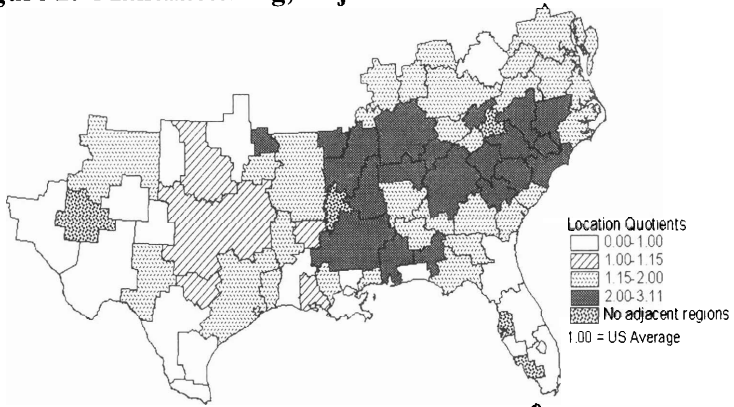 Location Quotients
0.00-1.00
1.00-1.15
1.15-2.00
2.00-3.11
No adjacent regions
1.00 = US Average